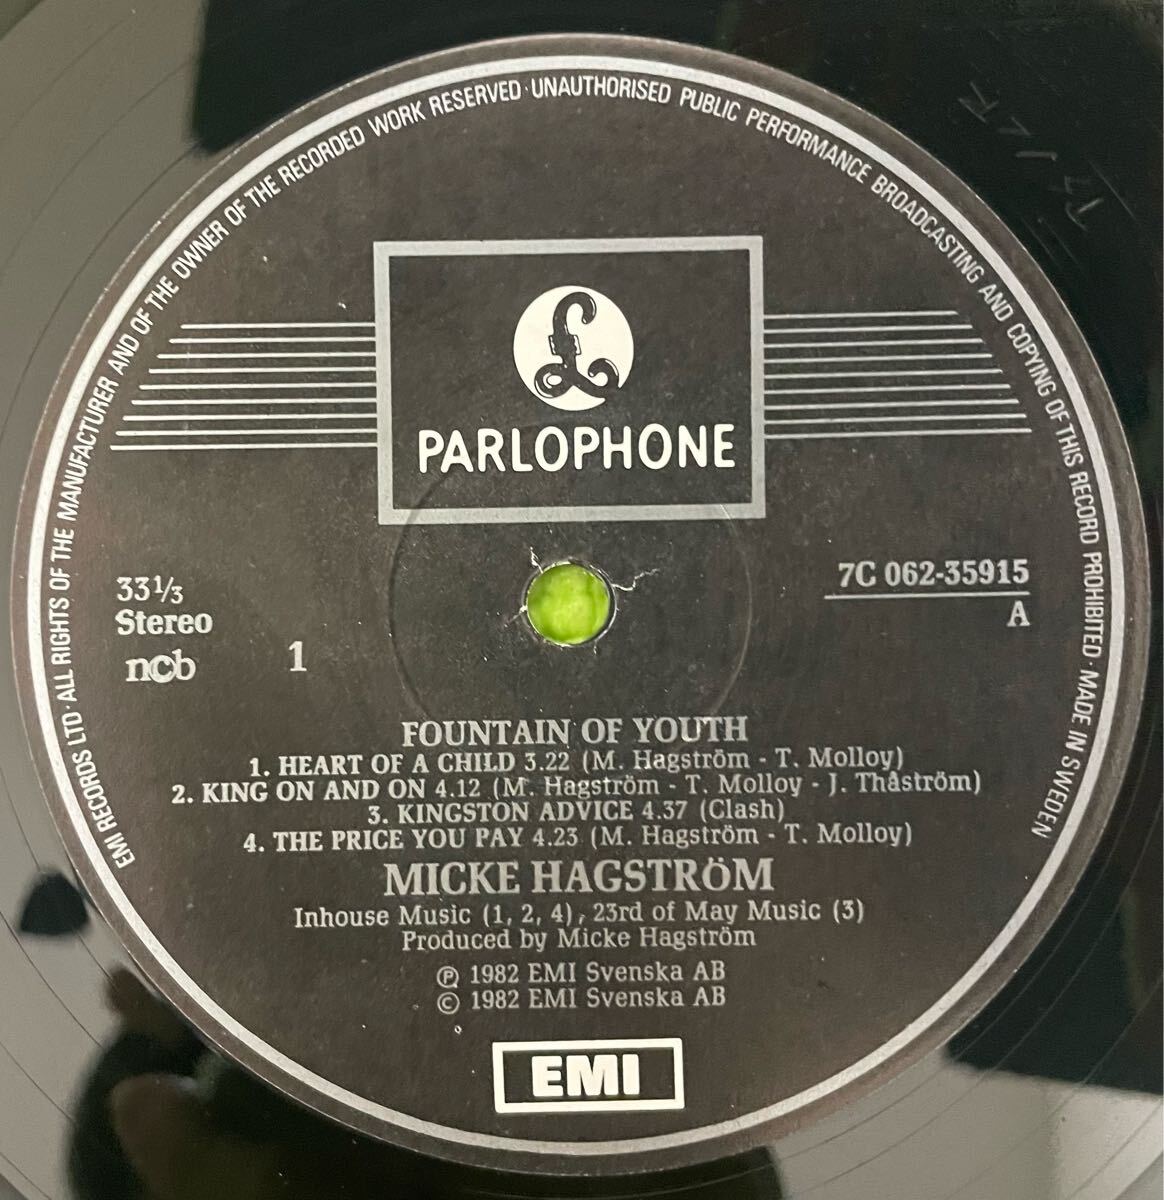 EMI RECORDS LTD · ALL RIGHTS OF THE MANUFACTURER AND OF THE OWNER OF THE RECORDED WORK RESERVED · UNAUTHORISED PUBLIC PERFORMANCE BROADCASTING AND COPYING OF THIS RECORD PROHIBITED · MADE IN SWEDEN
£
PARLOPHONE
33⅓
Stereo
ncb
1
7C 062-35915
A
FOUNTAIN OF YOUTH
1. HEART OF A CHILD 3.22 (M. Hagström - T. Molloy)
2. KING ON AND ON 4.12 (M. Hagström - T. Molloy - J. Thåström)
3. KINGSTON ADVICE 4.37 (Clash)
4. THE PRICE YOU PAY 4.23 (M. Hagström - T. Molloy)
MICKE HAGSTRÖM
Inhouse Music (1, 2, 4), 23rd of May Music (3)
Produced by Micke Hagström
℗ 1982 EMI Svenska AB
© 1982 EMI Svenska AB
EMI